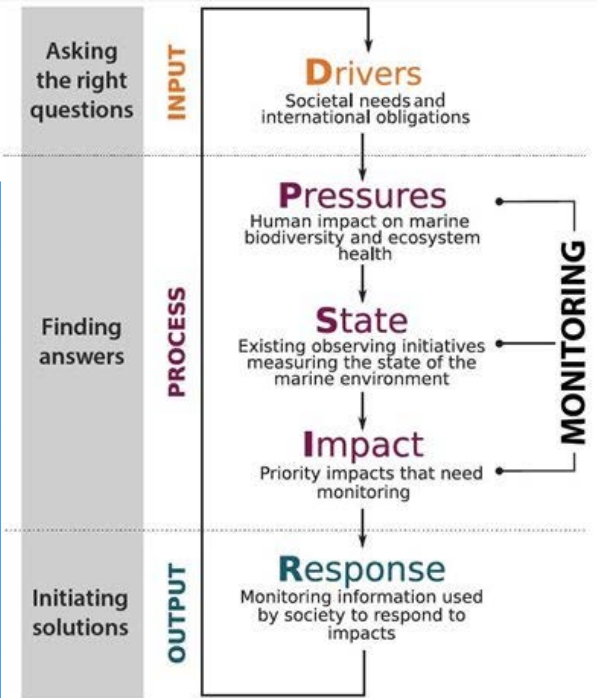 Asking
the right
questions
INPUT
Drivers
Societal needs and
international obligations
Finding
answers
PROCESS
Pressures
Human impact on marine
biodiversity and ecosystem
health
State
Existing observing initiatives
measuring the state of the
marine environment
Impact
Priority impacts that need
monitoring
MONITORING
Initiating
solutions
OUTPUT
Response
Monitoring information used
by society to respond to
impacts